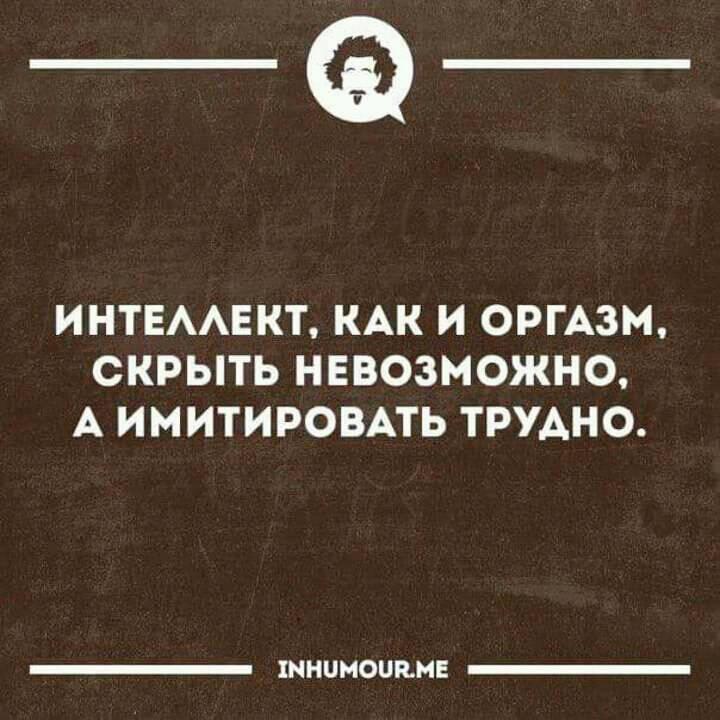 ИНТЕЛЛЕКТ, КАК И ОРГАЗМ,
СКРЫТЬ НЕВОЗМОЖНО,
А ИМИТИРОВАТЬ ТРУДНО.
INHUMOUR.ME